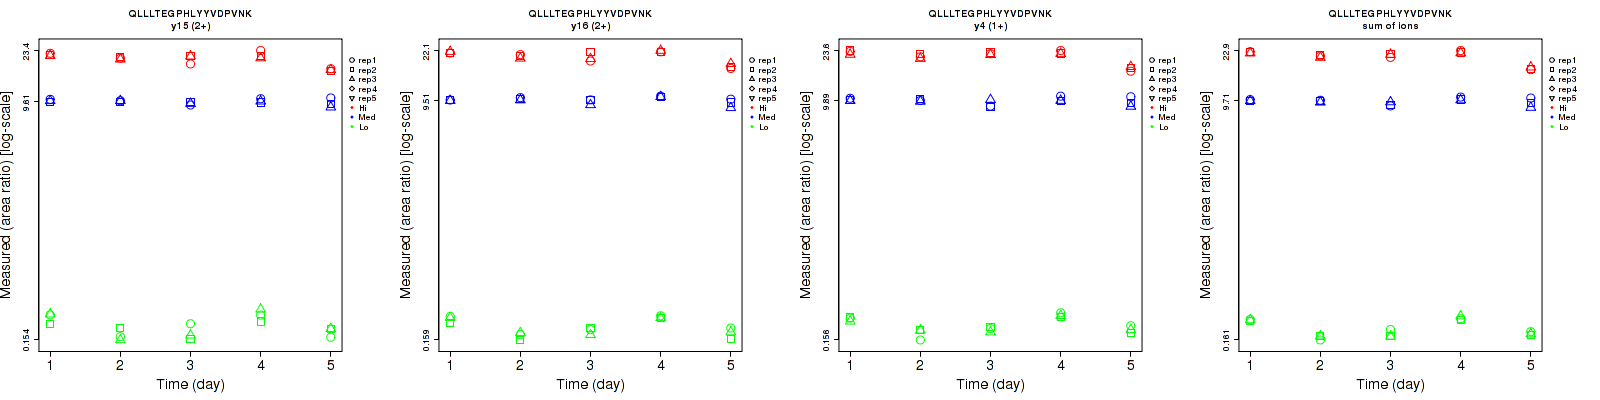 QLLLTEGPHLYYVDPVNK
y15 (2+)
Measured (area ratio) [log-scale]
23.4
9.61
0.154
1 2 3 4 5
Time (day)
rep1
rep2
rep3
rep4
rep5
Hi
Med
Lo
QLLLTEGPHLYYVDPVNK
y16 (2+)
Measured (area ratio) [log-scale]
22.1
9.51
0.159
1 2 3 4 5
Time (day)
rep1
rep2
rep3
rep4
rep5
Hi
Med
Lo
QLLLTEGPHLYYVDPVNK
y4 (1+)
Measured (area ratio) [log-scale]
23.6
9.89
0.166
1 2 3 4 5
Time (day)
rep1
rep2
rep3
rep4
rep5
Hi
Med
Lo
QLLLTEGPHLYYVDPVNK
sum of ions
Measured (area ratio) [log-scale]
22.9
9.71
0.161
1 2 3 4 5
Time (day)
rep1
rep2
rep3
rep4
rep5
Hi
Med
Lo